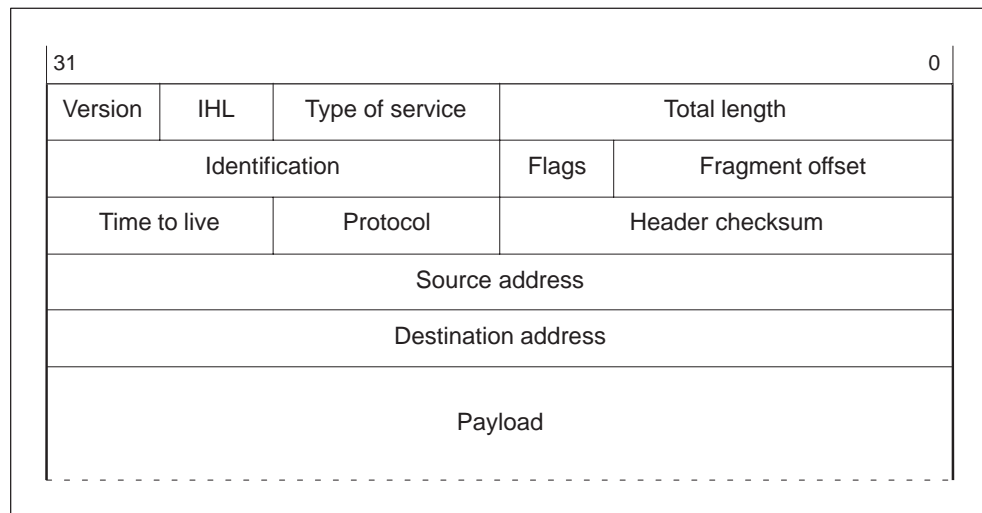 31 0
Version IHL Type of service Total length
Identification Flags Fragment offset
Time to live Protocol Header checksum
Source address
Destination address
Payload